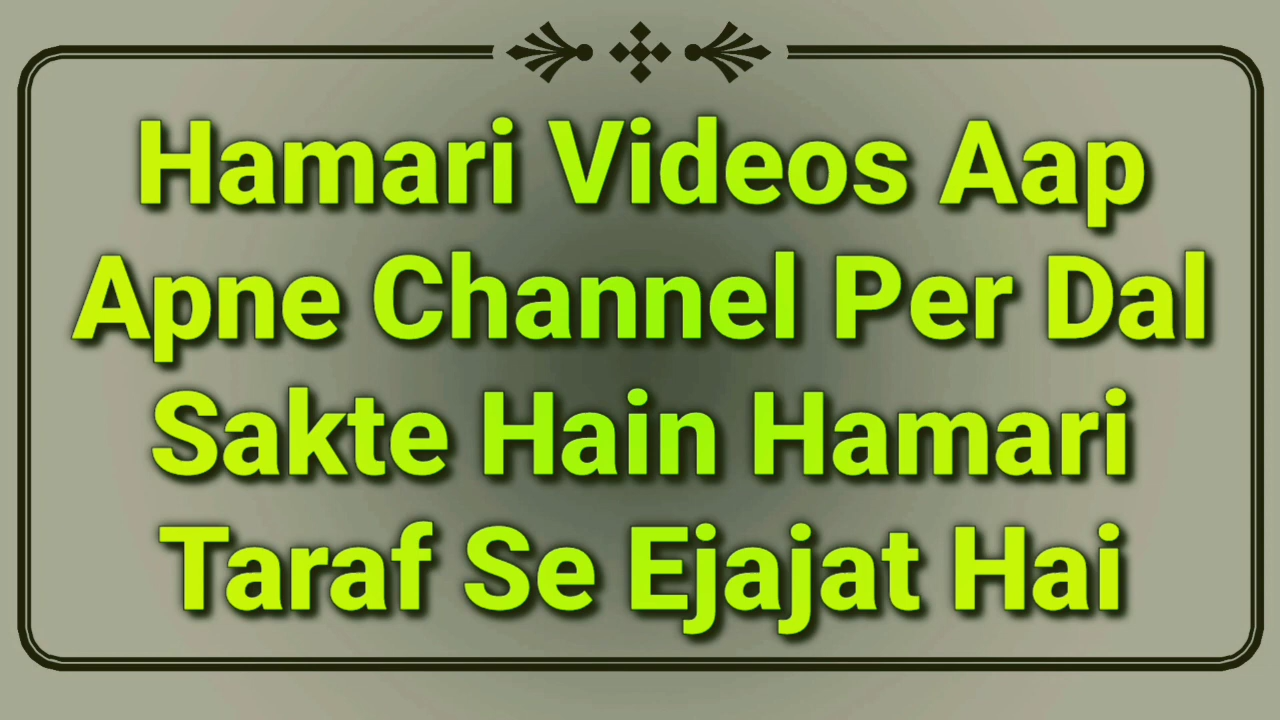 Hamari Videos Aap
Apne Channel Per Dal
Sakte Hain Hamari
Taraf Se Ejajat Hai